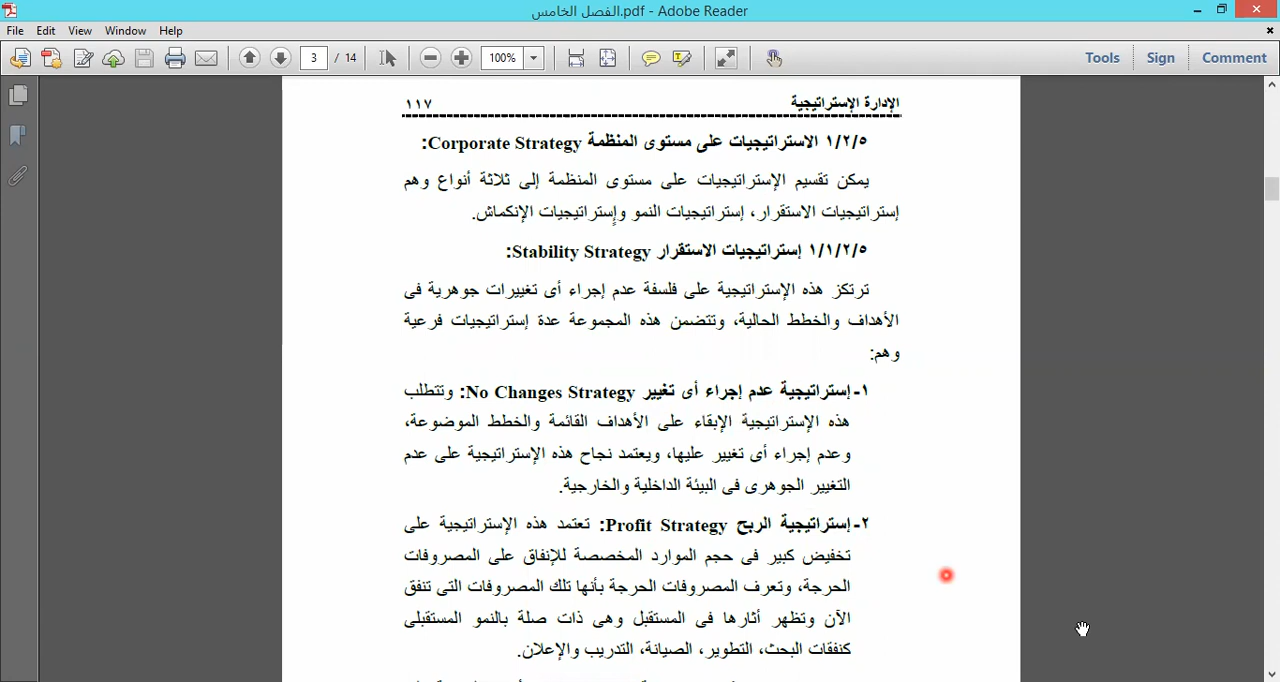 الفصل الخامس.pdf - Adobe Reader
File Edit View Window Help
3 / 14 100% Tools Sign Comment
الإدارة الإستراتيجية ١١٧
١/٢/٥ الاستراتيجيات على مستوى المنظمة Corporate Strategy:
يمكن تقسيم الإستراتيجيات على مستوى المنظمة إلى ثلاثة أنواع وهم
إستراتيجيات الاستقرار، إستراتيجيات النمو وإستراتيجيات الإنكماش.
١/١/٢/٥ إستراتيجيات الاستقرار Stability Strategy:
ترتكز هذه الإستراتيجية على فلسفة عدم إجراء أى تغييرات جوهرية فى
الأهداف والخطط الحالية، وتتضمن هذه المجموعة عدة إستراتيجيات فرعية
وهم:
١- إستراتيجية عدم إجراء أى تغيير No Changes Strategy: وتتطلب
هذه الإستراتيجية الإبقاء على الأهداف القائمة والخطط الموضوعة،
وعدم إجراء أى تغيير عليها، ويعتمد نجاح هذه الإستراتيجية على عدم
التغيير الجوهرى فى البيئة الداخلية والخارجية.
٢- إستراتيجية الربح Profit Strategy: تعتمد هذه الإستراتيجية على
تخفيض كبير فى حجم الموارد المخصصة للإنفاق على المصروفات
الحرجة، وتعرف المصروفات الحرجة بأنها تلك المصروفات التى تنفق
الآن وتظهر أثارها فى المستقبل وهى ذات صلة بالنمو المستقبلى
كنفقات البحث، التطوير، الصيانة، التدريب والإعلان.